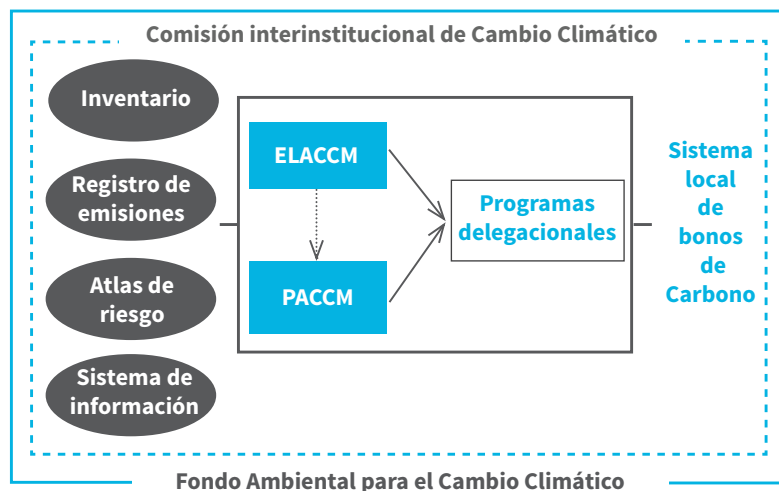 Comisión interinstitucional de Cambio Climático
Inventario
Registro de
emisiones
Atlas de
riesgo
Sistema de
información
ELACCM
PACCM
Programas
delegacionales
Sistema
local
de
bonos
de
Carbono
Fondo Ambiental para el Cambio Climático